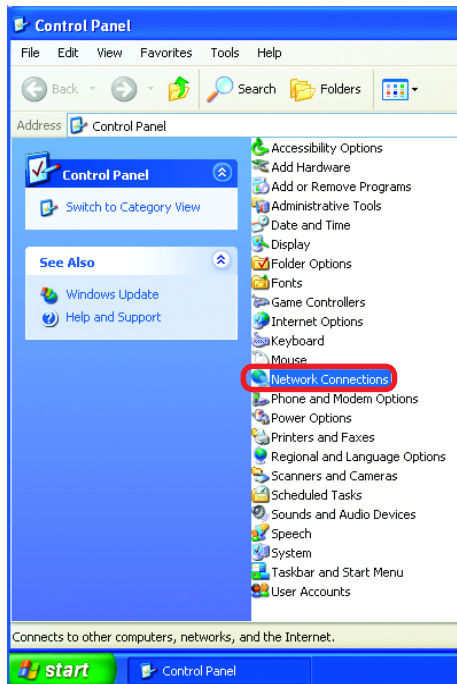 Control Panel
File Edit View Favorites Tools Help
Back Search Folders
Address Control Panel
Control Panel
Switch to Category View
See Also
Windows Update
Help and Support
Accessibility Options
Add Hardware
Add or Remove Programs
Administrative Tools
Date and Time
Display
Folder Options
Fonts
Game Controllers
Internet Options
Keyboard
Mouse
Network Connections
Phone and Modem Options
Power Options
Printers and Faxes
Regional and Language Options
Scanners and Cameras
Scheduled Tasks
Sounds and Audio Devices
Speech
System
Taskbar and Start Menu
User Accounts
Connects to other computers, networks, and the Internet.
start Control Panel